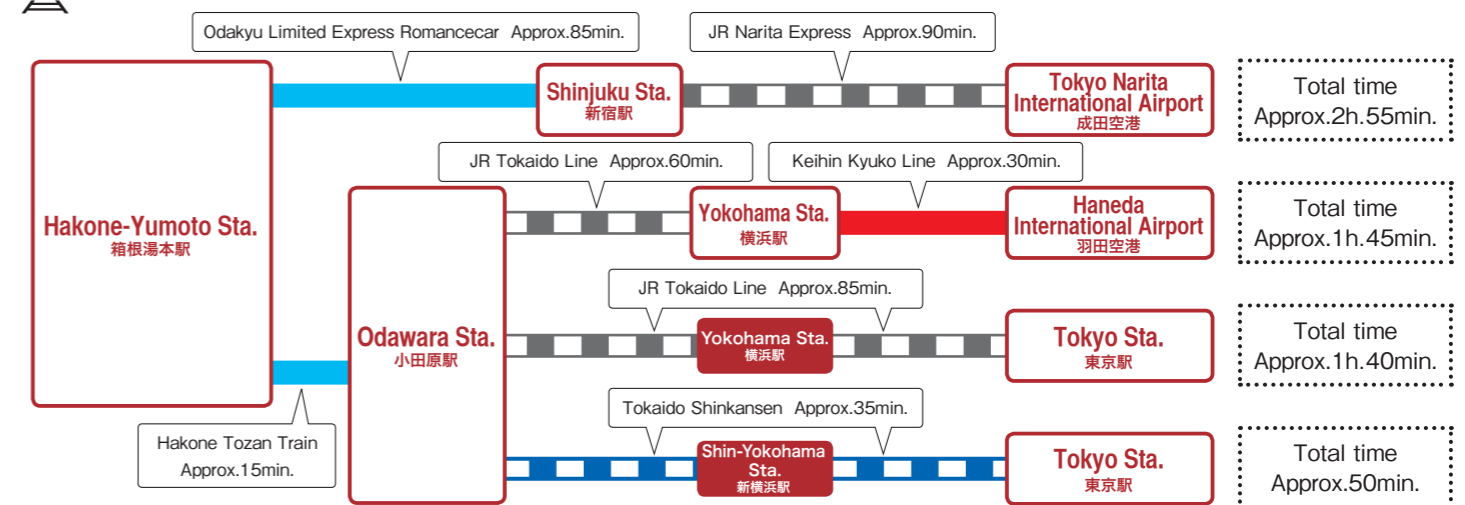 Odakyu Limited Express Romancecar Approx.85min.
JR Narita Express Approx.90min.
Shinjuku Sta.
新宿駅
Tokyo Narita
International Airport
成田空港
Total time
Approx.2h.55min.
JR Tokaido Line Approx.60min.
Keihin Kyuko Line Approx.30min.
Hakone-Yumoto Sta.
箱根湯本駅
Yokohama Sta.
横浜駅
Haneda
International Airport
羽田空港
Total time
Approx.1h.45min.
JR Tokaido Line Approx.85min.
Odawara Sta.
小田原駅
Yokohama Sta.
横浜駅
Tokyo Sta.
東京駅
Total time
Approx.1h.40min.
Tokaido Shinkansen Approx.35min.
Hakone Tozan Train
Approx.15min.
Shin-Yokohama
Sta.
新横浜駅
Tokyo Sta.
東京駅
Total time
Approx.50min.